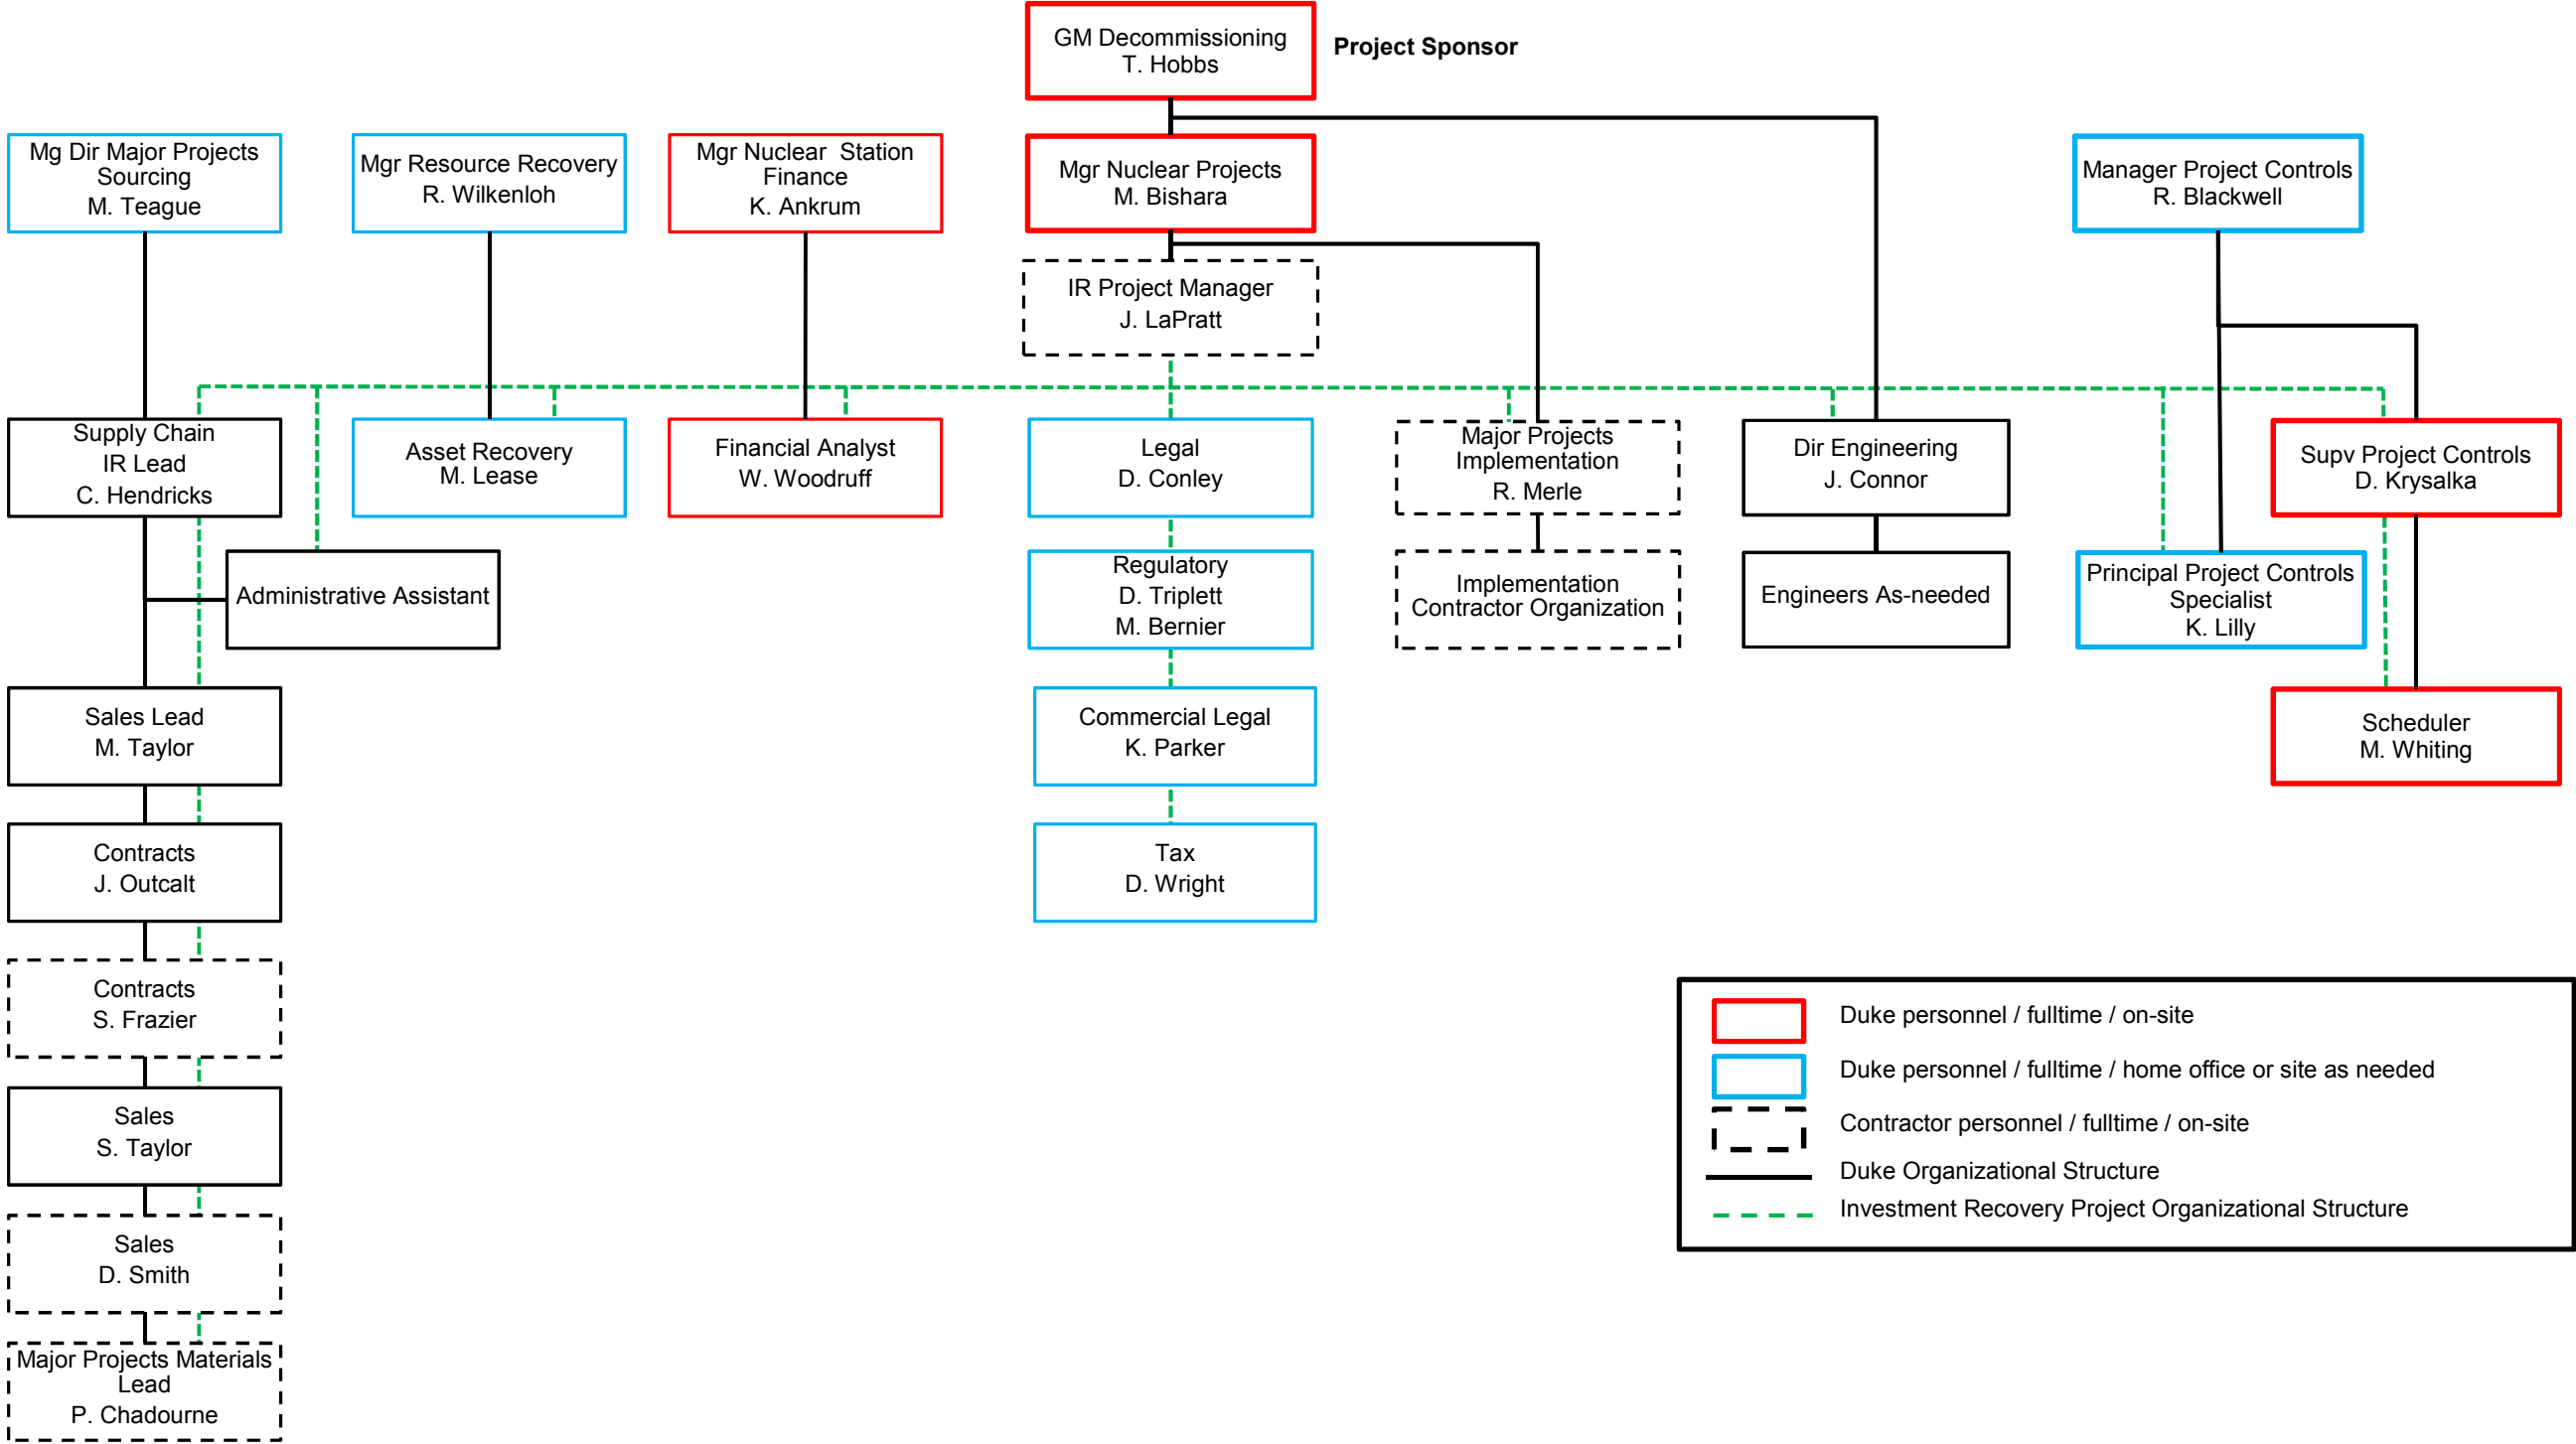 GM Decommissioning
T. Hobbs
Project Sponsor
Mg Dir Major Projects
Sourcing
M. Teague
Mgr Resource Recovery
R. Wilkenloh
Mgr Nuclear Station
Finance
K. Ankrum
Mgr Nuclear Projects
M. Bishara
Manager Project Controls
R. Blackwell
IR Project Manager
J. LaPratt
Supply Chain
IR Lead
C. Hendricks
Asset Recovery
M. Lease
Financial Analyst
W. Woodruff
Legal
D. Conley
Major Projects
Implementation
R. Merle
Dir Engineering
J. Connor
Supv Project Controls
D. Krysalka
Administrative Assistant
Regulatory
D. Triplett
M. Bernier
Implementation
Contractor Organization
Engineers As-needed
Principal Project Controls
Specialist
K. Lilly
Sales Lead
M. Taylor
Commercial Legal
K. Parker
Scheduler
M. Whiting
Contracts
J. Outcalt
Tax
D. Wright
Contracts
S. Frazier
Sales
S. Taylor
Sales
D. Smith
Major Projects Materials
Lead
P. Chadourne
Duke personnel / fulltime / on-site
Duke personnel / fulltime / home office or site as needed
Contractor personnel / fulltime / on-site
Duke Organizational Structure
Investment Recovery Project Organizational Structure